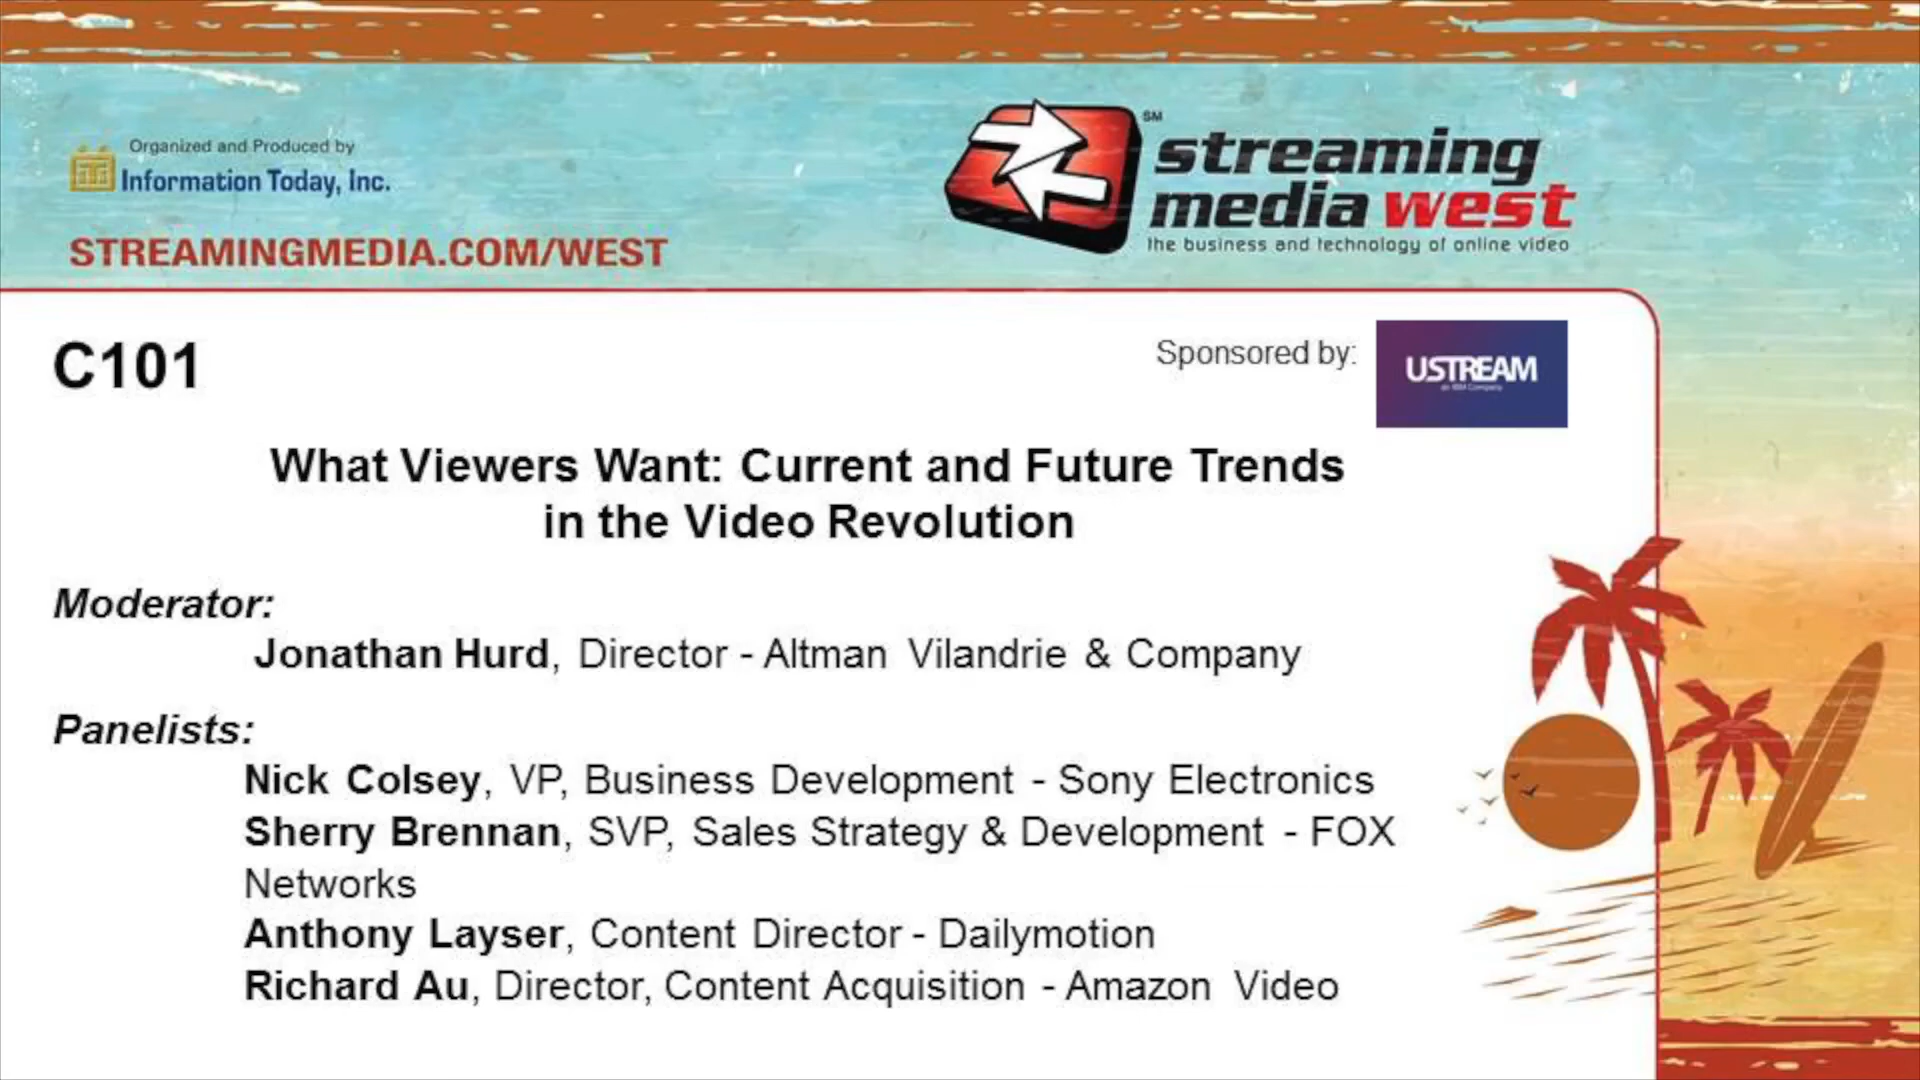 Organized and Produced by
Information Today, Inc.
STREAMINGMEDIA.COM/WEST
SM
streaming
media west
the business and technology of online video
C101
Sponsored by:
USTREAM
an IBM Company
What Viewers Want: Current and Future Trends
in the Video Revolution
Moderator:
Jonathan Hurd, Director - Altman Vilandrie & Company
Panelists:
Nick Colsey, VP, Business Development - Sony Electronics
Sherry Brennan, SVP, Sales Strategy & Development - FOX
Networks
Anthony Layser, Content Director - Dailymotion
Richard Au, Director, Content Acquisition - Amazon Video